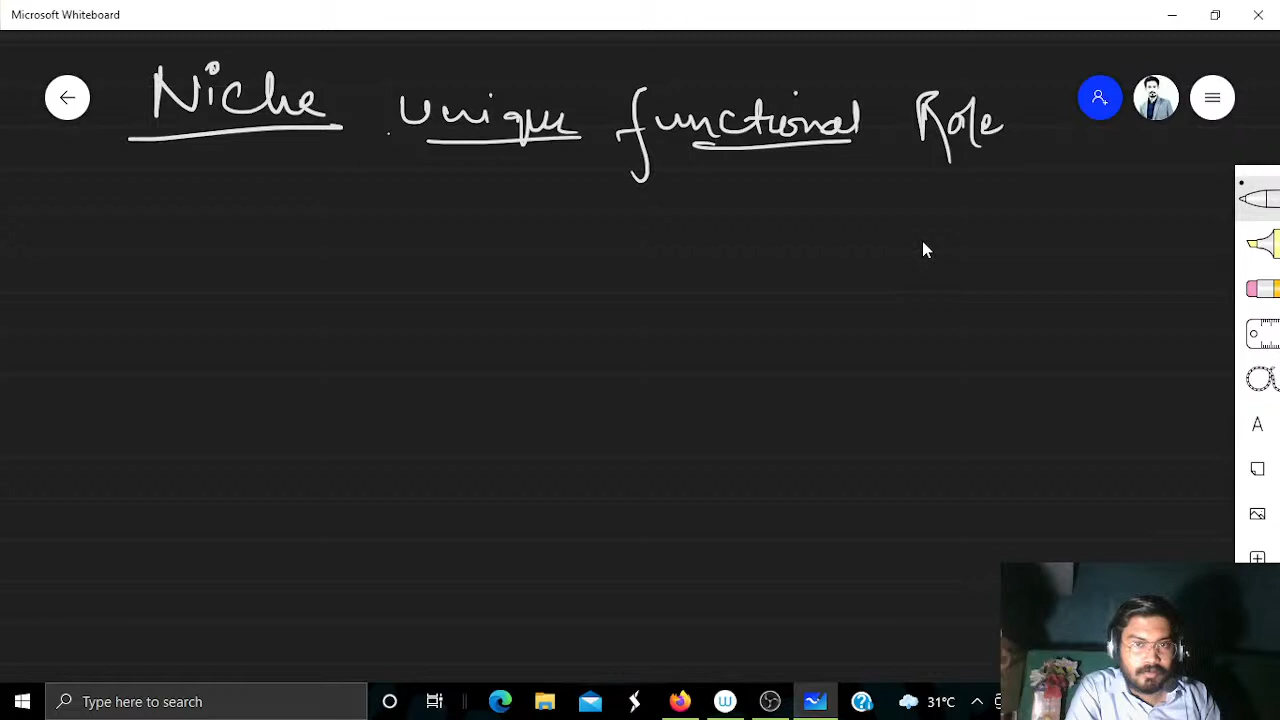 Microsoft Whiteboard
Niche Unique functional Role
A
Type here to search
31°C